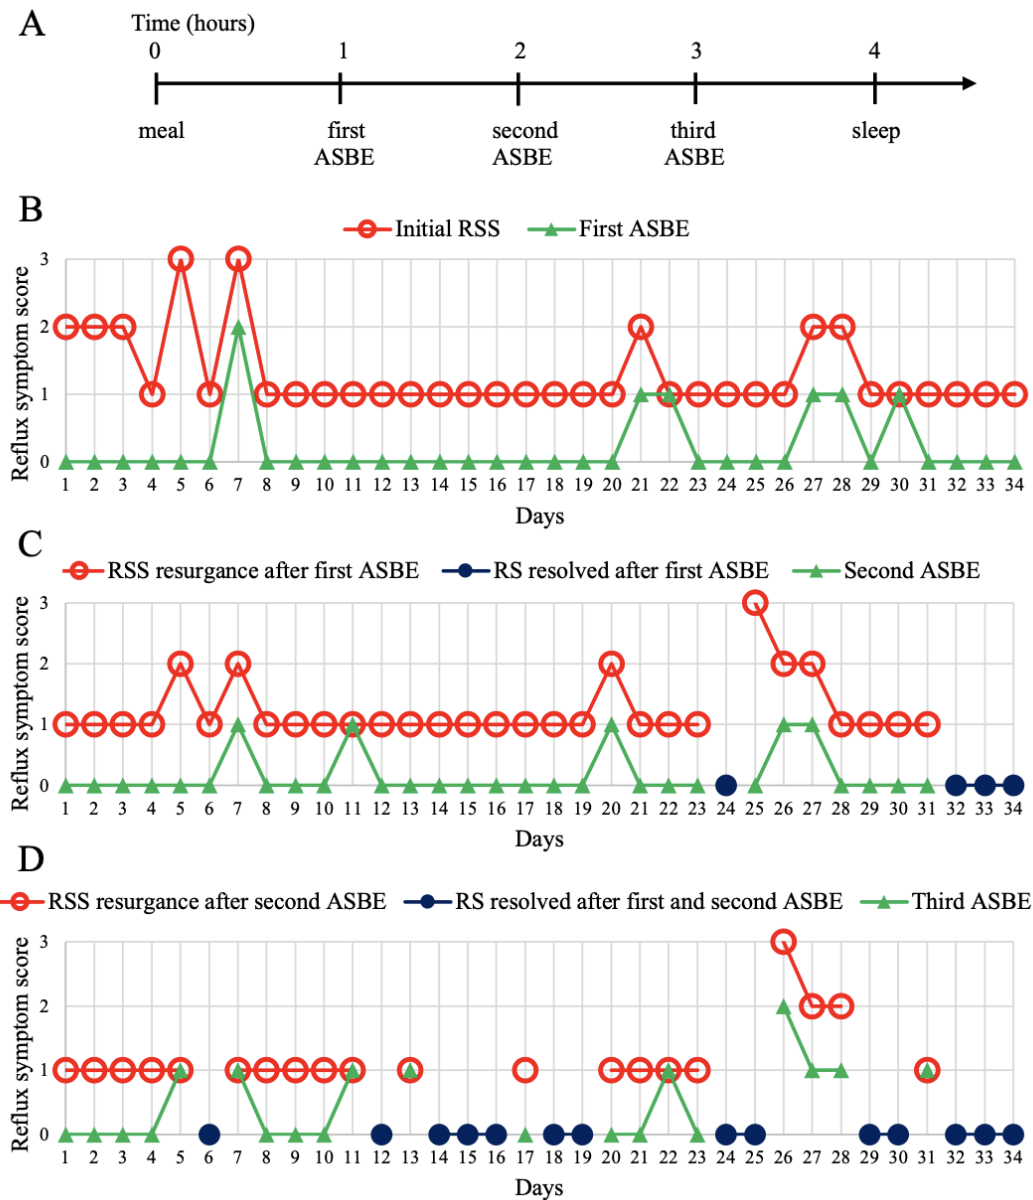 A
Time (hours)
0 1 2 3 4
meal first ASBE second ASBE third ASBE sleep
B
Initial RSS First ASBE
Reflux symptom score
3
2
1
0
1 2 3 4 5 6 7 8 9 10 11 12 13 14 15 16 17 18 19 20 21 22 23 24 25 26 27 28 29 30 31 32 33 34
Days
C
RSS resurgance after first ASBE RS resolved after first ASBE Second ASBE
Reflux symptom score
3
2
1
0
1 2 3 4 5 6 7 8 9 10 11 12 13 14 15 16 17 18 19 20 21 22 23 24 25 26 27 28 29 30 31 32 33 34
Days
D
RSS resurgance after second ASBE RS resolved after first and second ASBE Third ASBE
Reflux symptom score
3
2
1
0
1 2 3 4 5 6 7 8 9 10 11 12 13 14 15 16 17 18 19 20 21 22 23 24 25 26 27 28 29 30 31 32 33 34
Days